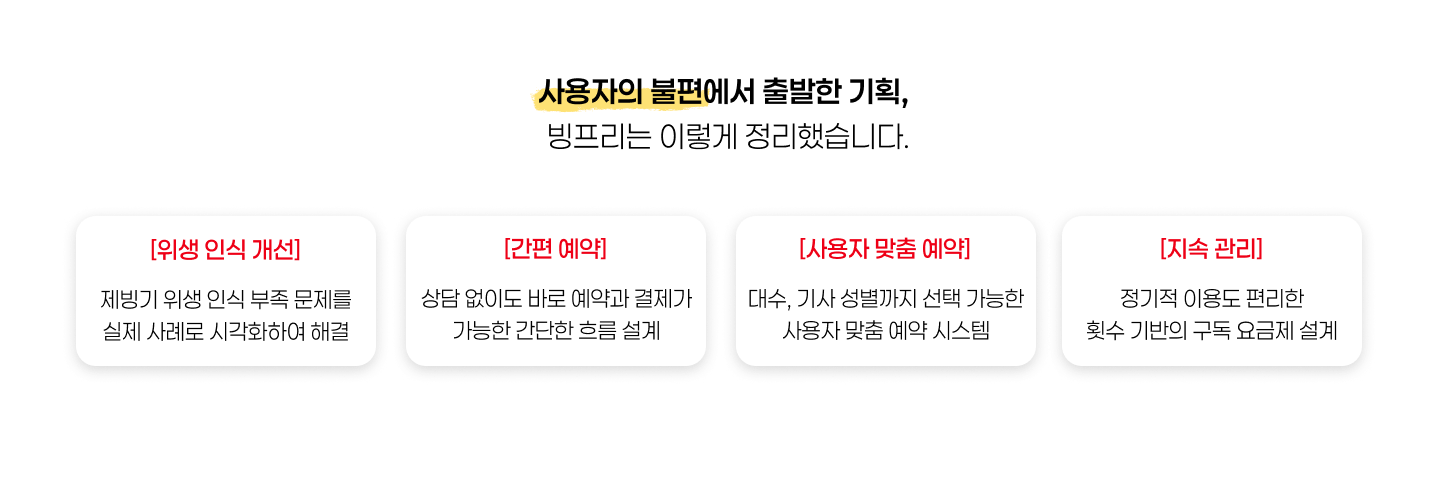 사용자의 불편에서 출발한 기획,
빙프리는 이렇게 정리했습니다.
[위생 인식 개선]
제빙기 위생 인식 부족 문제를
실제 사례로 시각화하여 해결
[간편 예약]
상담 없이도 바로 예약과 결제가
가능한 간단한 흐름 설계
[사용자 맞춤 예약]
대수, 기사 성별까지 선택 가능한
사용자 맞춤 예약 시스템
[지속 관리]
정기적 이용도 편리한
횟수 기반의 구독 요금제 설계